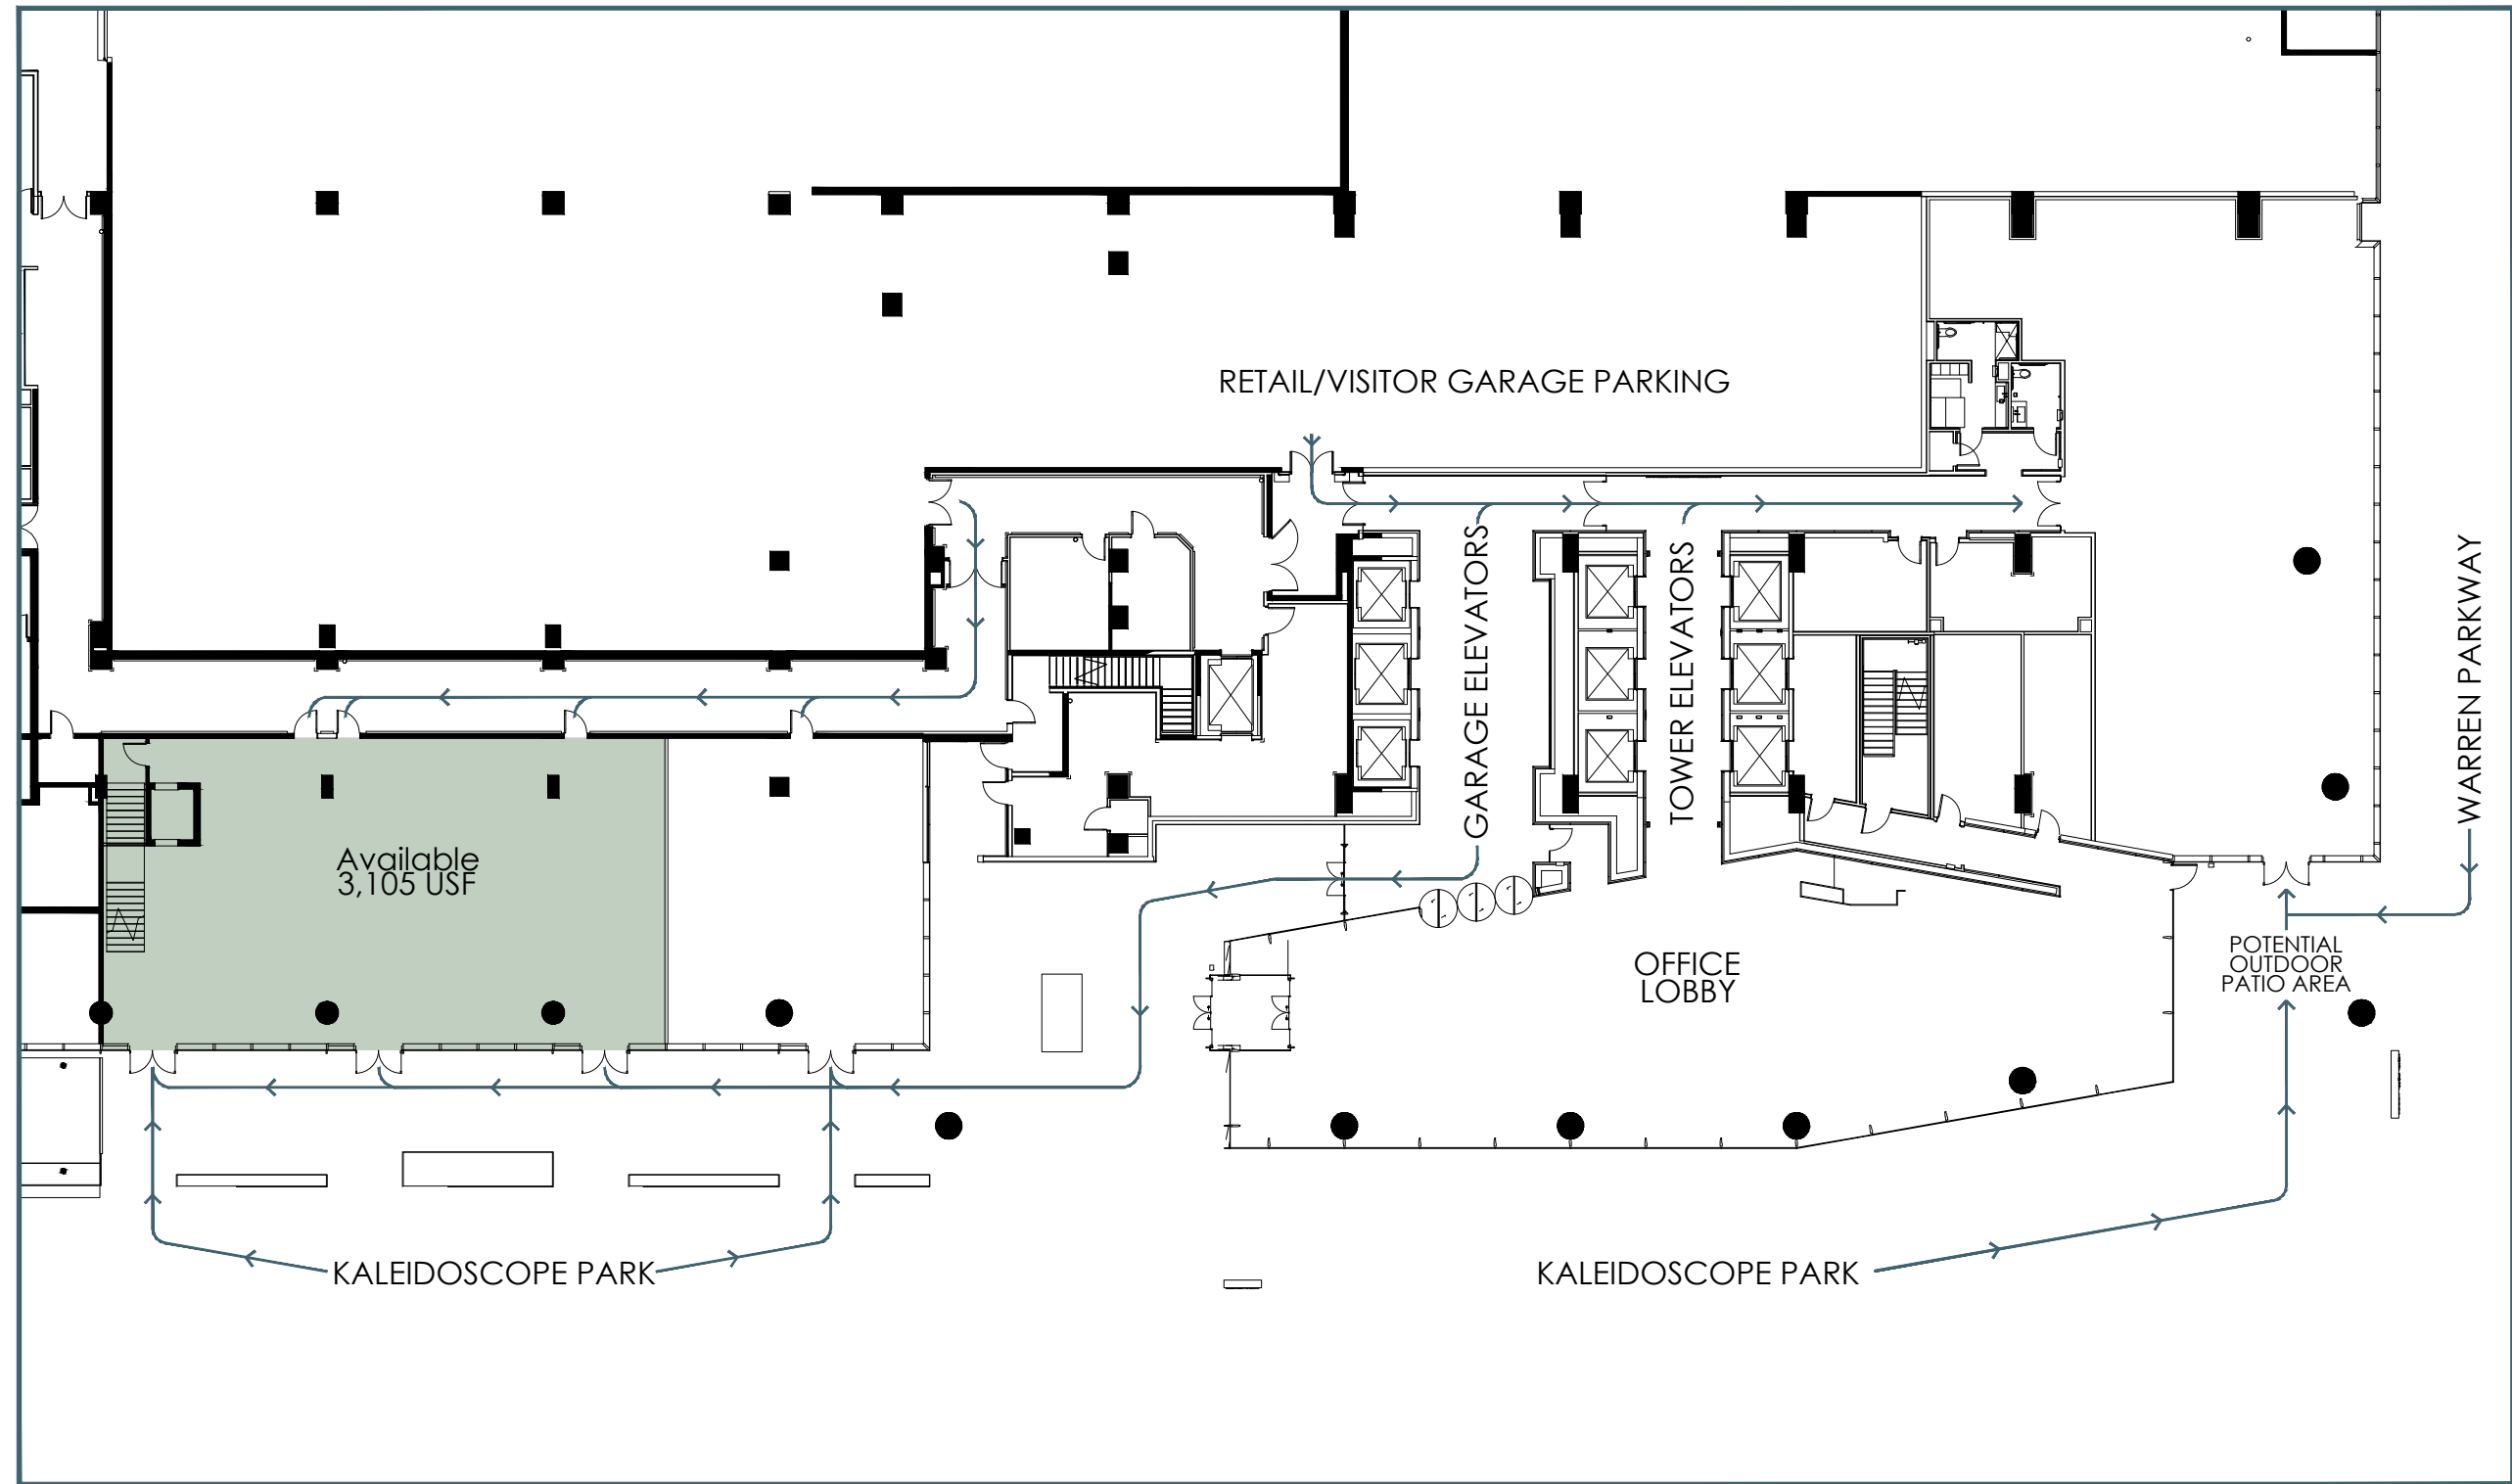 RETAIL/VISITOR GARAGE PARKING
GARAGE ELEVATORS
TOWER ELEVATORS
WARREN PARKWAY
Available
3,105 USF
OFFICE
LOBBY
POTENTIAL
OUTDOOR
PATIO AREA
KALEIDOSCOPE PARK
KALEIDOSCOPE PARK